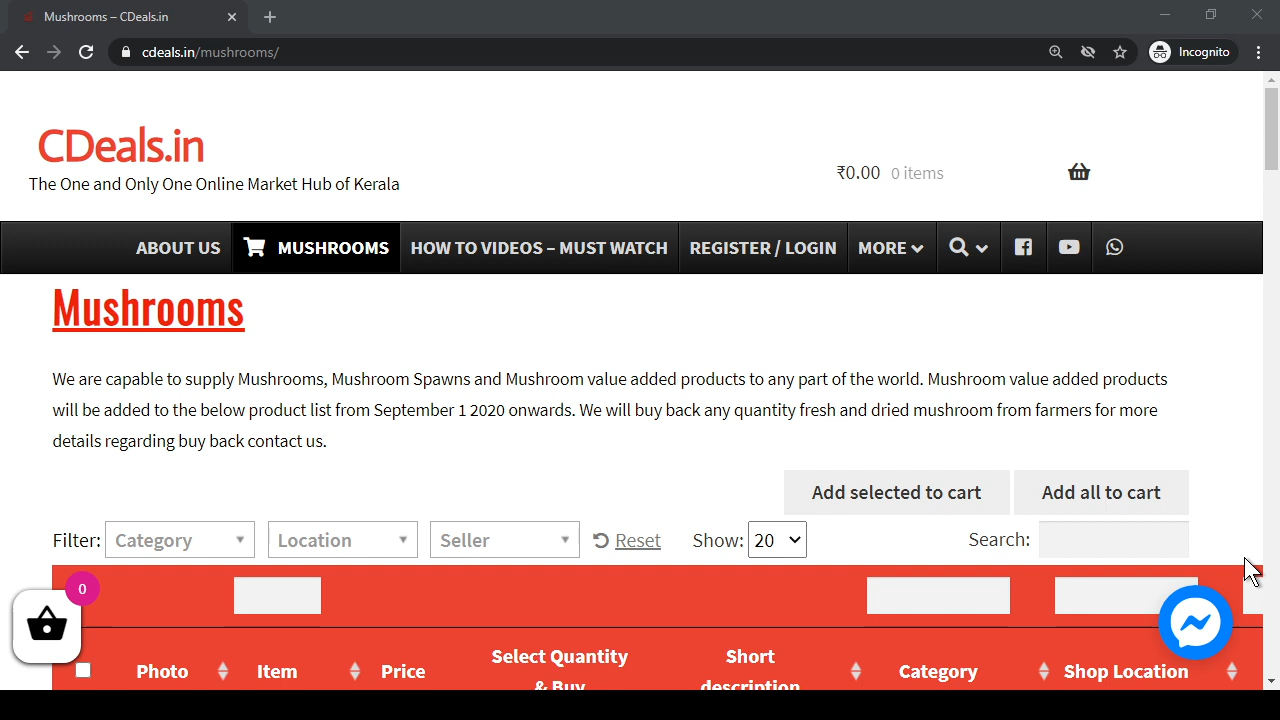 Mushrooms – CDeals.in
cdeals.in/mushrooms/
Incognito
CDeals.in
The One and Only One Online Market Hub of Kerala
₹0.00 0 items
ABOUT US MUSHROOMS HOW TO VIDEOS – MUST WATCH REGISTER / LOGIN MORE
Mushrooms
We are capable to supply Mushrooms, Mushroom Spawns and Mushroom value added products to any part of the world. Mushroom value added products
will be added to the below product list from September 1 2020 onwards. We will buy back any quantity fresh and dried mushroom from farmers for more
details regarding buy back contact us.
Add selected to cart Add all to cart
Filter: Category Location Seller Reset Show: 20 Search:
0
Photo Item Price Select Quantity Short Category Shop Location
& Buy description